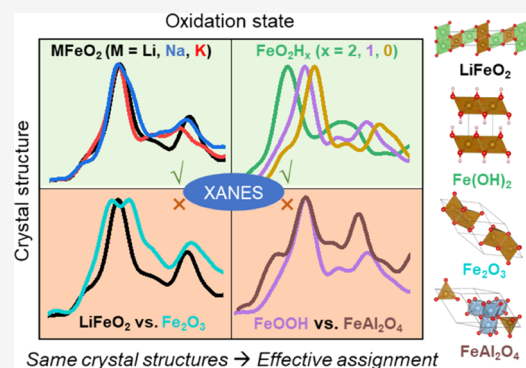 Oxidation state
Crystal structure
MFeO₂ (M = Li, Na, K)
FeO₂Hₓ (x = 2, 1, 0)
√
√
XANES
×
×
LiFeO₂ vs. Fe₂O₃
FeOOH vs. FeAl₂O₄
LiFeO₂
Fe(OH)₂
Fe₂O₃
FeAl₂O₄
Same crystal structures → Effective assignment